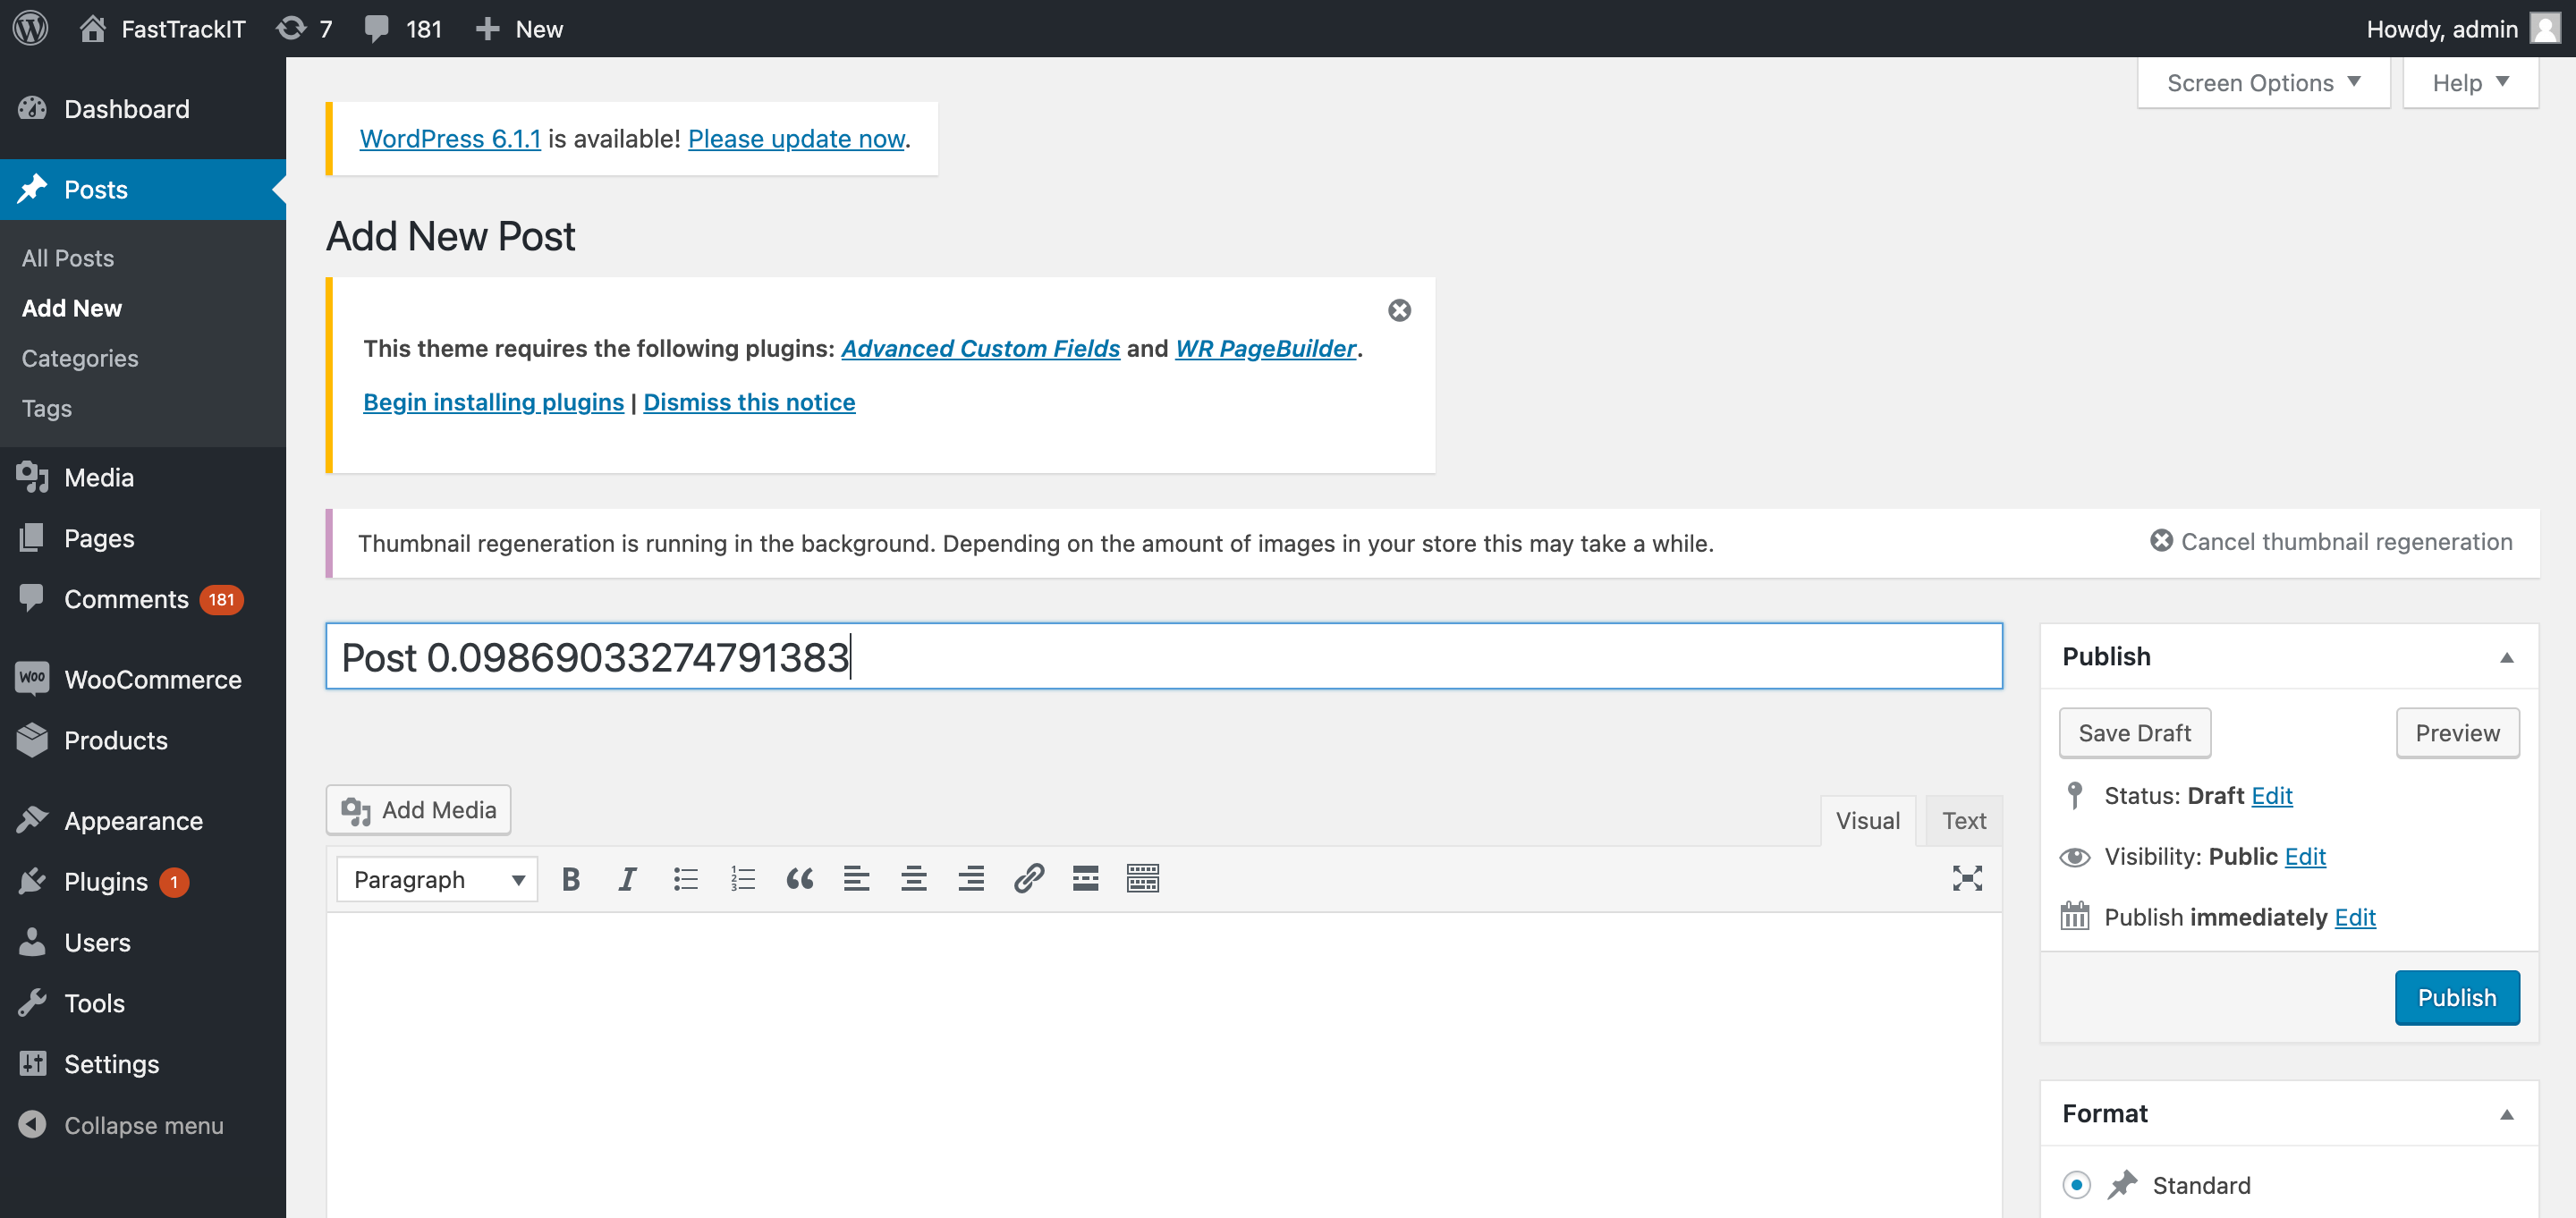 FastTrackIT 7 181 New Howdy, admin
Screen Options Help
Dashboard
Posts
All Posts
Add New
Categories
Tags
Media
Pages
Comments 181
WooCommerce
Products
Appearance
Plugins 1
Users
Tools
Settings
Collapse menu
WordPress 6.1.1 is available! Please update now.
Add New Post
This theme requires the following plugins: Advanced Custom Fields and WR PageBuilder.
Begin installing plugins | Dismiss this notice
Thumbnail regeneration is running in the background. Depending on the amount of images in your store this may take a while. Cancel thumbnail regeneration
Post 0.09869033274791383
Add Media
Visual Text
Paragraph
Publish
Save Draft Preview
Status: Draft Edit
Visibility: Public Edit
Publish immediately Edit
Publish
Format
Standard